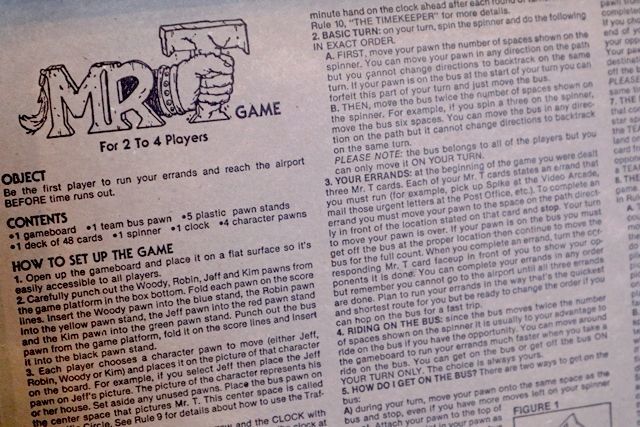 MR T
GAME
For 2 To 4 Players
OBJECT
Be the first player to run your errands and reach the airport
BEFORE time runs out.
CONTENTS
•1 gameboard •1 team bus pawn •5 plastic pawn stands
•1 deck of 48 cards •1 spinner •1 clock •4 character pawns
HOW TO SET UP THE GAME
1. Open up the gameboard and place it on a flat surface so it's
easily accessible to all players.
2. Carefully punch out the Woody, Robin, Jeff and Kim pawns from
the game platform in the box bottom. Fold each pawn on the score
lines. Insert the Woody pawn into the blue stand, the Robin pawn
into the yellow pawn stand, the Jeff pawn into the red pawn stand
and the Kim pawn into the green pawn stand. Punch out the bus
pawn from the game platform, fold it on the score lines and insert
it into the black pawn stand.
3. Each player chooses a character pawn to move (either Jeff,
Robin, Woody or Kim) and places it on the picture of that character
on the board. For example, if you select Jeff then place the Jeff
pawn on Jeff's picture. The picture of the character represents his
or her house. Set aside any unused pawns. Place the bus pawn on
the center space that pictures Mr. T. This center space is called
Circle. See Rule 9 for details about how to use the Traf-
and the CLOCK with
clock at
minute hand on the clock ahead after each round of
Rule 10, "THE TIMEKEEPER" for more details.
2. BASIC TURN: on your turn, spin the spinner and do the following
IN EXACT ORDER.
A. FIRST, move your pawn the number of spaces shown on the
spinner. You can move your pawn in any direction on the path
but you cannot change directions to backtrack on the same
turn. If your pawn is on the bus at the start of your turn you can
forfeit this part of your turn and just move the bus.
B. THEN, move the bus twice the number of spaces shown on
the spinner. For example, if you spin a three on the spinner,
move the bus six spaces. You can move the bus in any direc-
tion on the path but it cannot change directions to backtrack
on the same turn.
PLEASE NOTE: the bus belongs to all of the players but you
can only move it ON YOUR TURN.
3. YOUR ERRANDS: at the beginning of the game you were dealt
three Mr. T cards. Each of your Mr. T cards states an errand that
you must run (for example, pick up Spike at the Video Arcade,
mail those urgent letters at the Post Office, etc.). To complete an
errand you must move your pawn to the space on the path direct-
ly in front of the location stated on that card and stop. Your turn
to move your pawn is over. If your pawn is on the bus you must
get off the bus at the proper location then continue to move the
bus for the full count. When you complete an errand, turn the cor-
responding Mr. T card faceup in front of you to show your op-
ponents it is done. You can complete your errands in any order
but remember you cannot go to the airport until all three errands
are done. Plan to run your errands in the way that's the quickest
and shortest route for you but be ready to change the order if you
can hop on the bus for a fast trip.
4. RIDING ON THE BUS: since the bus moves twice the number
of spaces shown on the spinner it is usually to your advantage to
ride on the bus if you have the opportunity. You can move around
the gameboard to run your errands much faster when you take a
ride on the bus. You can get on the bus or get off the bus ON
YOUR TURN ONLY. The choice is always yours.
5. HOW DO I GET ON THE BUS? There are two ways to get on the
bus:
A) during your turn, move your pawn onto the same space as the
bus and stop, even if you have more moves left on your spinner
Attach your pawn to the top of
FIGURE 1